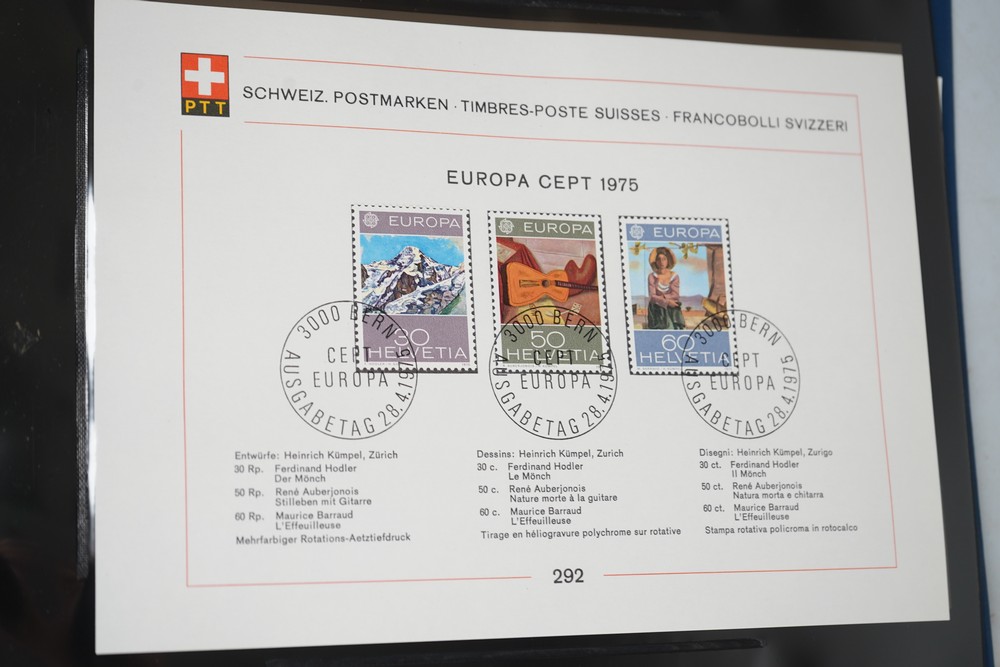 PTT
SCHWEIZ. POSTMARKEN · TIMBRES-POSTE SUISSES · FRANCOBOLLI SVIZZERI
EUROPA CEPT 1975
EUROPA
30
HELVETIA
EUROPA
50
HELVETIA
EUROPA
60
HELVETIA
3000 BERN
CEPT
EUROPA
AUSGABETAG 28.4.1975
3000 BERN
CEPT
EUROPA
AUSGABETAG 28.4.1975
3000 BERN
CEPT
EUROPA
AUSGABETAG 28.4.1975
Entwürfe: Heinrich Kümpel, Zürich
30 Rp. Ferdinand Hodler
Der Mönch
50 Rp. René Auberjonois
Stilleben mit Gitarre
60 Rp. Maurice Barraud
L'Effeuilleuse
Mehrfarbiger Rotations-Aetztiefdruck
Dessins: Heinrich Kümpel, Zurich
30 c. Ferdinand Hodler
Le Mönch
50 c. René Auberjonois
Nature morte à la guitare
60 c. Maurice Barraud
L'Effeuilleuse
Tirage en héliogravure polychrome sur rotative
Disegni: Heinrich Kümpel, Zurigo
30 ct. Ferdinand Hodler
Il Mönch
50 ct. René Auberjonois
Natura morta e chitarra
60 ct. Maurice Barraud
L'Effeuilleuse
Stampa rotativa policroma in rotocalco
292